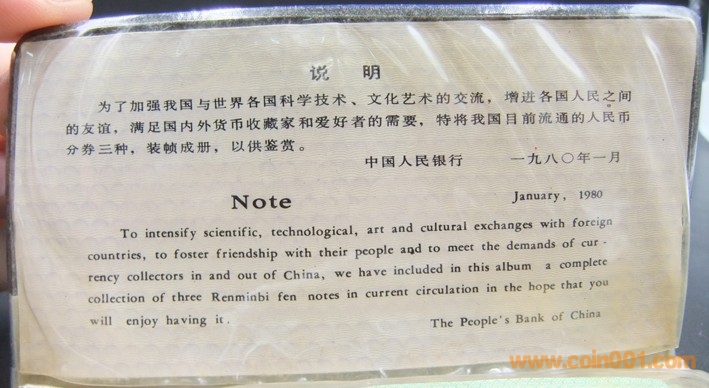 说 明
为了加强我国与世界各国科学技术、文化艺术的交流，增进各国人民之间
的友谊，满足国内外货币收藏家和爱好者的需要，特将我国目前流通的人民币
分券三种，装帧成册，以供鉴赏。
中国人民银行 一九八〇年一月
Note January, 1980
To intensify scientific, technological, art and cultural exchanges with foreign
countries, to foster friendship with their people and to meet the demands of cur -
rency collectors in and out of China, we have included in this album a complete
collection of three Renminbi fen notes in current circulation in the hope that you
will enjoy having it.
The People's Bank of China
www.coin001.com